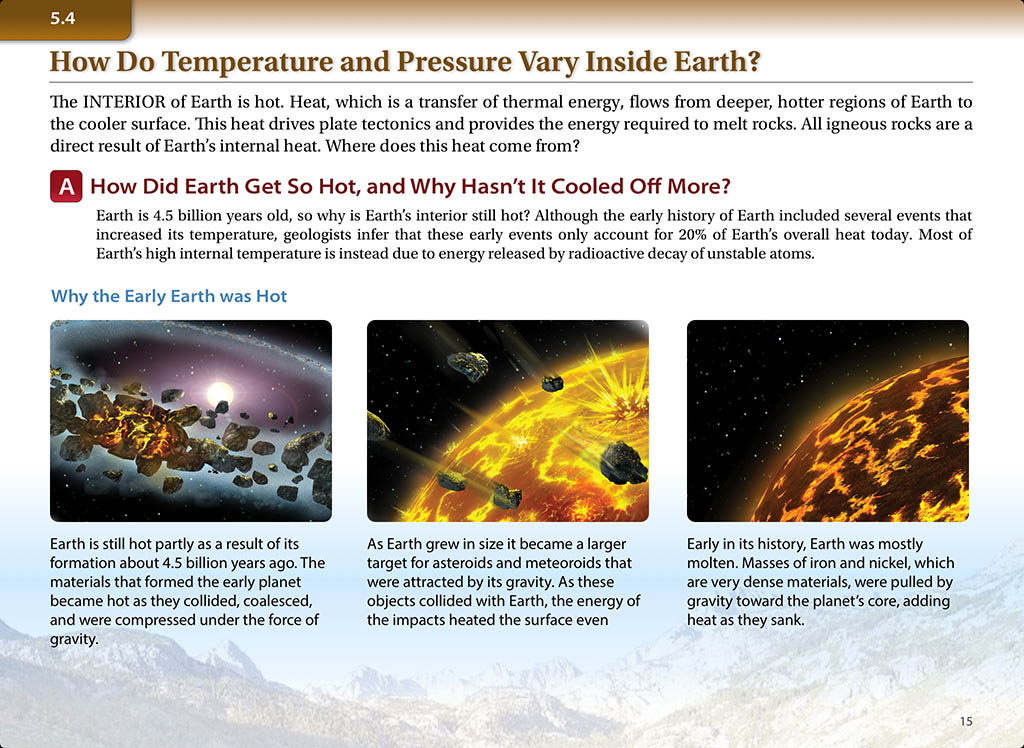 5.4
How Do Temperature and Pressure Vary Inside Earth?
The INTERIOR of Earth is hot. Heat, which is a transfer of thermal energy, flows from deeper, hotter regions of Earth to
the cooler surface. This heat drives plate tectonics and provides the energy required to melt rocks. All igneous rocks are a
direct result of Earth's internal heat. Where does this heat come from?
A How Did Earth Get So Hot, and Why Hasn't It Cooled Off More?
Earth is 4.5 billion years old, so why is Earth's interior still hot? Although the early history of Earth included several events that
increased its temperature, geologists infer that these early events only account for 20% of Earth's overall heat today. Most of
Earth's high internal temperature is instead due to energy released by radioactive decay of unstable atoms.
Why the Early Earth was Hot
Earth is still hot partly as a result of its
formation about 4.5 billion years ago. The
materials that formed the early planet
became hot as they collided, coalesced,
and were compressed under the force of
gravity.
As Earth grew in size it became a larger
target for asteroids and meteoroids that
were attracted by its gravity. As these
objects collided with Earth, the energy of
the impacts heated the surface even
Early in its history, Earth was mostly
molten. Masses of iron and nickel, which
are very dense materials, were pulled by
gravity toward the planet's core, adding
heat as they sank.
15